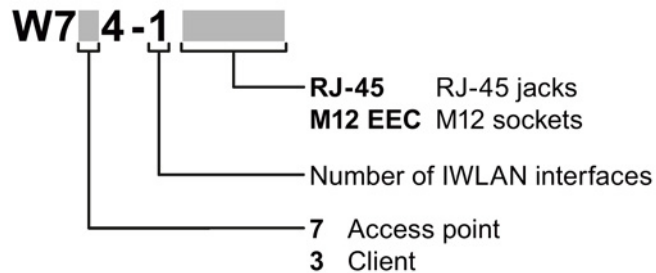 W7 4-1
RJ-45 RJ-45 jacks
M12 EEC M12 sockets
Number of IWLAN interfaces
7 Access point
3 Client